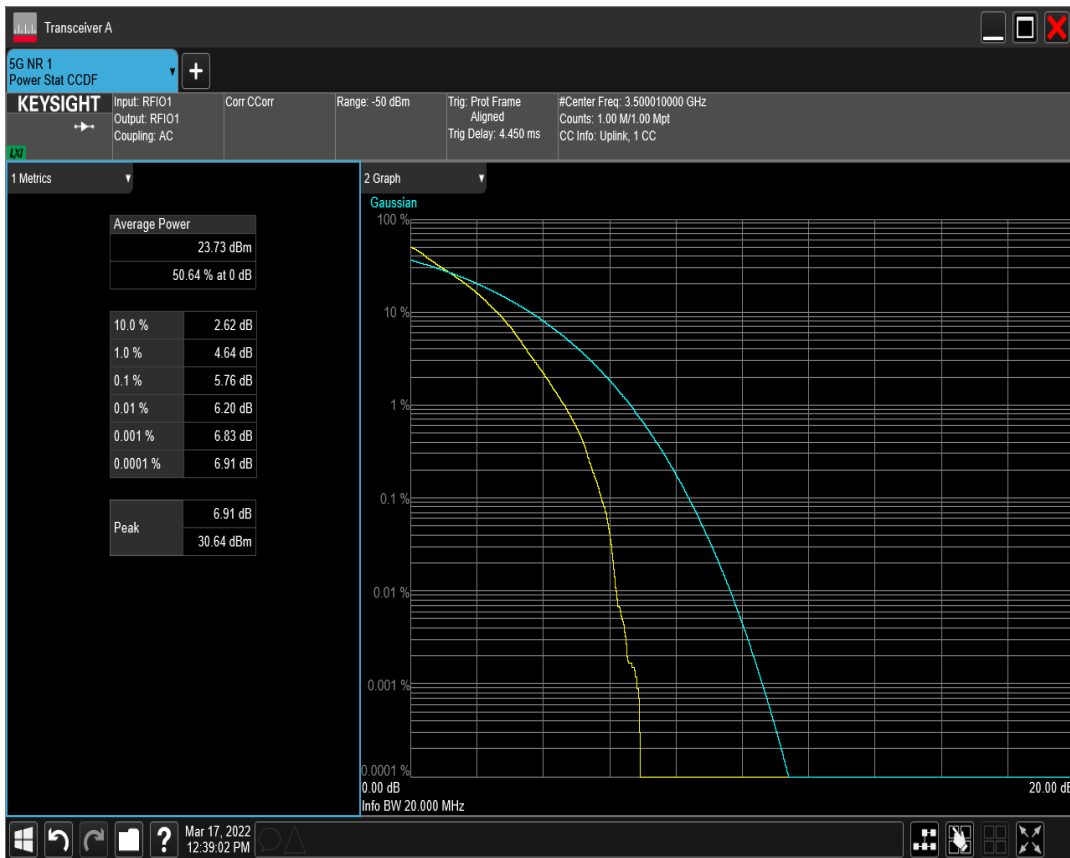 Transceiver A
5G NR 1
Power Stat CCDF
KEYSIGHT
LXI
Input: RFIO1
Output: RFIO1
Coupling: AC
Corr CCorr
Range: -50 dBm
Trig: Prot Frame
Aligned
Trig Delay: 4.450 ms
#Center Freq: 3.500010000 GHz
Counts: 1.00 M/1.00 Mpt
CC Info: Uplink, 1 CC
1 Metrics
Average Power
23.73 dBm
50.64 % at 0 dB
10.0 % 2.62 dB
1.0 % 4.64 dB
0.1 % 5.76 dB
0.01 % 6.20 dB
0.001 % 6.83 dB
0.0001 % 6.91 dB
Peak
6.91 dB
30.64 dBm
2 Graph
Gaussian
100 %
10 %
1 %
0.1 %
0.01 %
0.001 %
0.0001 %
0.00 dB 20.00 dB
Info BW 20.000 MHz
?
Mar 17, 2022
12:39:02 PM